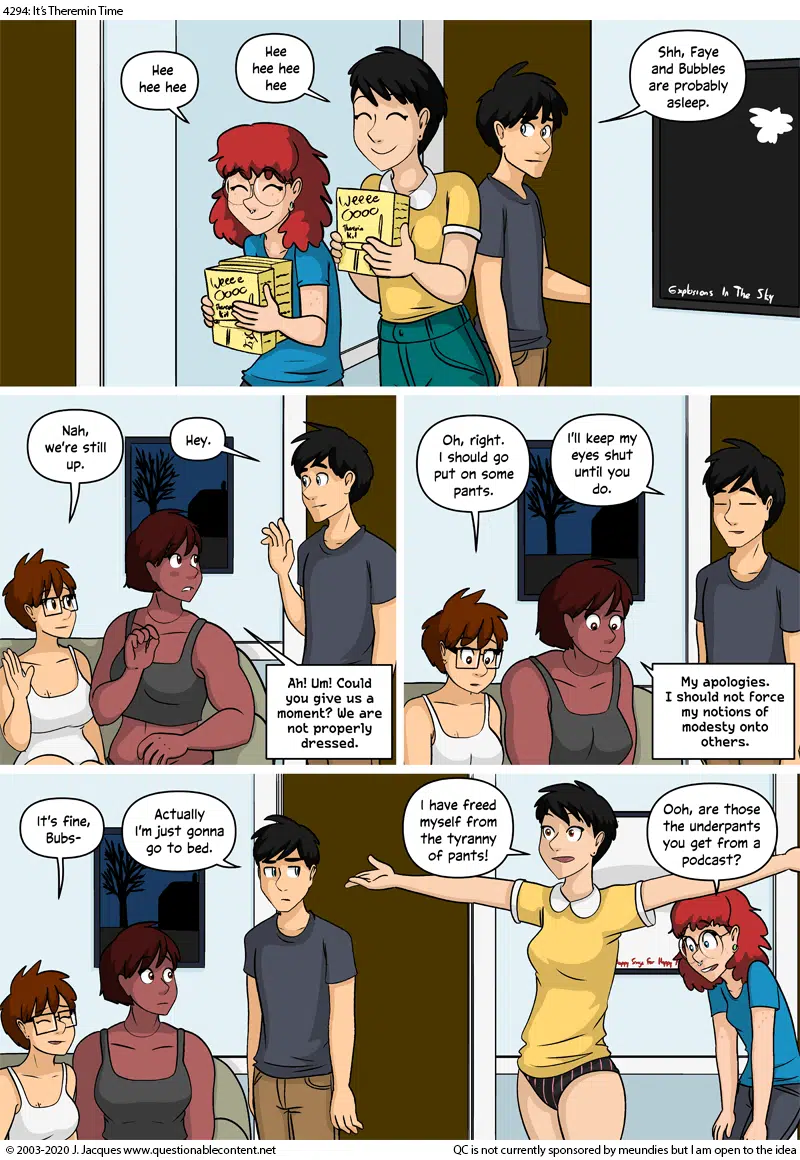 4294: It's Theremin Time
Hee
hee hee
Hee
hee hee
hee
Shh, Faye
and Bubbles
are probably
asleep.
Weeee
Oooo
Theremin
Kit
Weeee
Oooo
Theremin
Kit
Explosions In The Sky
Nah,
we're still
up.
Hey.
Ah! Um! Could
you give us a
moment? We are
not properly
dressed.
Oh, right.
I should go
put on some
pants.
I'll keep my
eyes shut
until you
do.
My apologies.
I should not force
my notions of
modesty onto
others.
It's fine,
Bubs-
Actually
I'm just gonna
go to bed.
I have freed
myself from
the tyranny
of pants!
Ooh, are those
the underpants
you get from a
podcast?
Songs For Happy
© 2003-2020 J. Jacques www.questionablecontent.net
QC is not currently sponsored by meundies but I am open to the idea